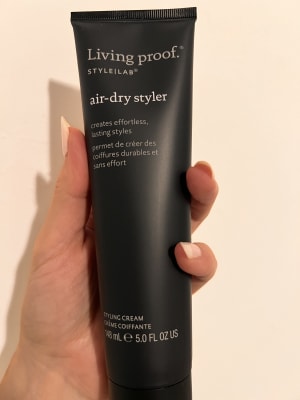 Living proof.®
STYLE|LAB®
air-dry styler
creates effortless,
lasting styles
permet de créer des
coiffures durables et
sans effort
STYLING CREAM
CRÈME COIFFANTE
148 mL ℮ 5.0 FL OZ US